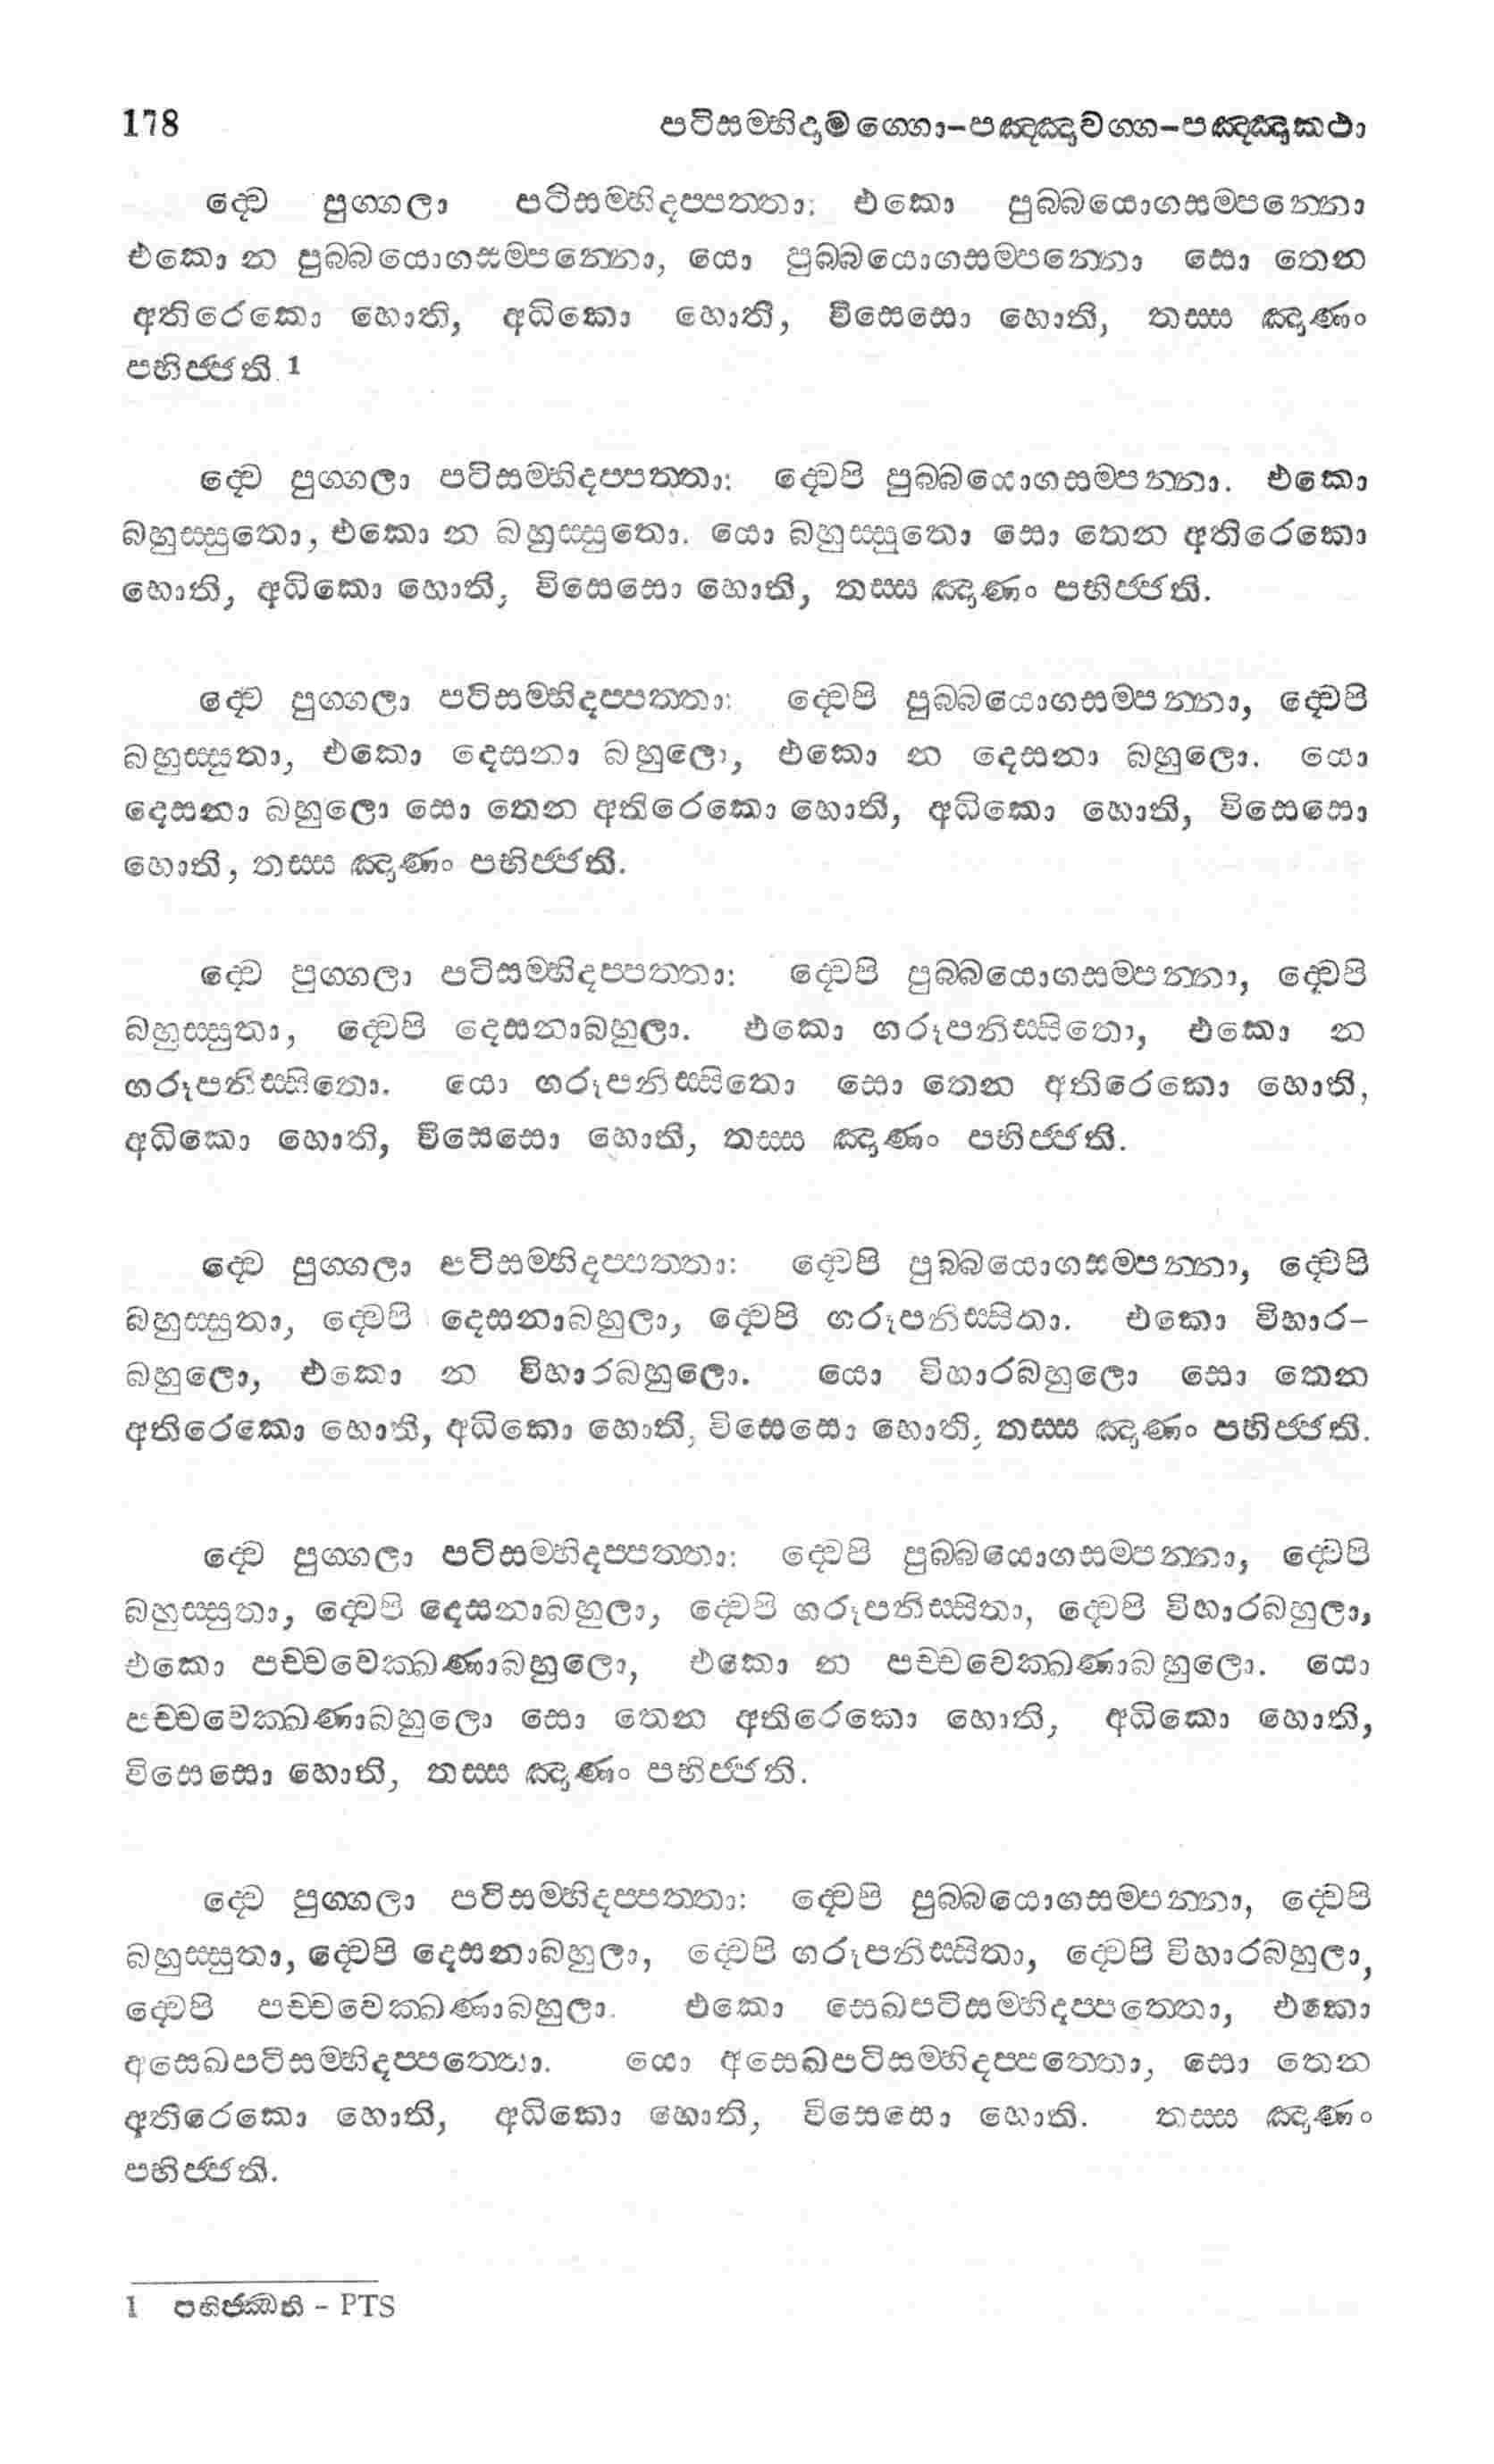 178 පටිසම්භිදාමග්ගො-පඤ්ඤාවග්ග-පඤ්ඤාකථා
ද්වෙ පුග්ගලා පටිසම්භිදප්පත්තා: එකො පුබ්බයොගසම්පන්නො
එකො න පුබ්බයොගසම්පන්නො, යො පුබ්බයොගසම්පන්නො සො තෙන
අතිරෙකො හොති, අධිකො හොති, විසෙසො හොති, තස්ස ඤාණං
පභිජ්ජති.1
ද්වෙ පුග්ගලා පටිසම්භිදප්පත්තා: ද්වෙපි පුබ්බයොගසම්පන්නා. එකො
බහුස්සුතො, එකො න බහුස්සුතො. යො බහුස්සුතො සො තෙන අතිරෙකො
හොති, අධිකො හොති, විසෙසො හොති, තස්ස ඤාණං පභිජ්ජති.
ද්වෙ පුග්ගලා පටිසම්භිදප්පත්තා: ද්වෙපි පුබ්බයොගසම්පන්නා, ද්වෙපි
බහුස්සුතා, එකො දෙසනා බහුලො, එකො න දෙසනා බහුලො. යො
දෙසනා බහුලො සො තෙන අතිරෙකො හොති, අධිකො හොති, විසෙසො
හොති, තස්ස ඤාණං පභිජ්ජති.
ද්වෙ පුග්ගලා පටිසම්භිදප්පත්තා: ද්වෙපි පුබ්බයොගසම්පන්නා, ද්වෙපි
බහුස්සුතා, ද්වෙපි දෙසනාබහුලා. එකො ගරූපනිස්සිතො, එකො න
ගරූපනිස්සිතො. යො ගරූපනිස්සිතො සො තෙන අතිරෙකො හොති,
අධිකො හොති, විසෙසො හොති, තස්ස ඤාණං පභිජ්ජති.
ද්වෙ පුග්ගලා පටිසම්භිදප්පත්තා: ද්වෙපි පුබ්බයොගසම්පන්නා, ද්වෙපි
බහුස්සුතා, ද්වෙපි දෙසනාබහුලා, ද්වෙපි ගරූපනිස්සිතා. එකො විහාර-
බහුලො, එකො න විහාරබහුලො. යො විහාරබහුලො සො තෙන
අතිරෙකො හොති, අධිකො හොති, විසෙසො හොති, තස්ස ඤාණං පභිජ්ජති.
ද්වෙ පුග්ගලා පටිසම්භිදප්පත්තා: ද්වෙපි පුබ්බයොගසම්පන්නා, ද්වෙපි
බහුස්සුතා, ද්වෙපි දෙසනාබහුලා, ද්වෙපි ගරූපනිස්සිතා, ද්වෙපි විහාරබහුලා,
එකො පච්චවෙක්ඛණාබහුලො, එකො න පච්චවෙක්ඛණාබහුලො. යො
පච්චවෙක්ඛණාබහුලො සො තෙන අතිරෙකො හොති, අධිකො හොති,
විසෙසො හොති, තස්ස ඤාණං පභිජ්ජති.
ද්වෙ පුග්ගලා පටිසම්භිදප්පත්තා: ද්වෙපි පුබ්බයොගසම්පන්නා, ද්වෙපි
බහුස්සුතා, ද්වෙපි දෙසනාබහුලා, ද්වෙපි ගරූපනිස්සිතා, ද්වෙපි විහාරබහුලා,
ද්වෙපි පච්චවෙක්ඛණාබහුලා. එකො සෙඛපටිසම්භිදප්පත්තො, එකො
අසෙඛපටිසම්භිදප්පත්තො. යො අසෙඛපටිසම්භිදප්පත්තො, සො තෙන
අතිරෙකො හොති, අධිකො හොති, විසෙසො හොති. තස්ස ඤාණං
පභිජ්ජති.
1 පභිජ්ඣති - PTS